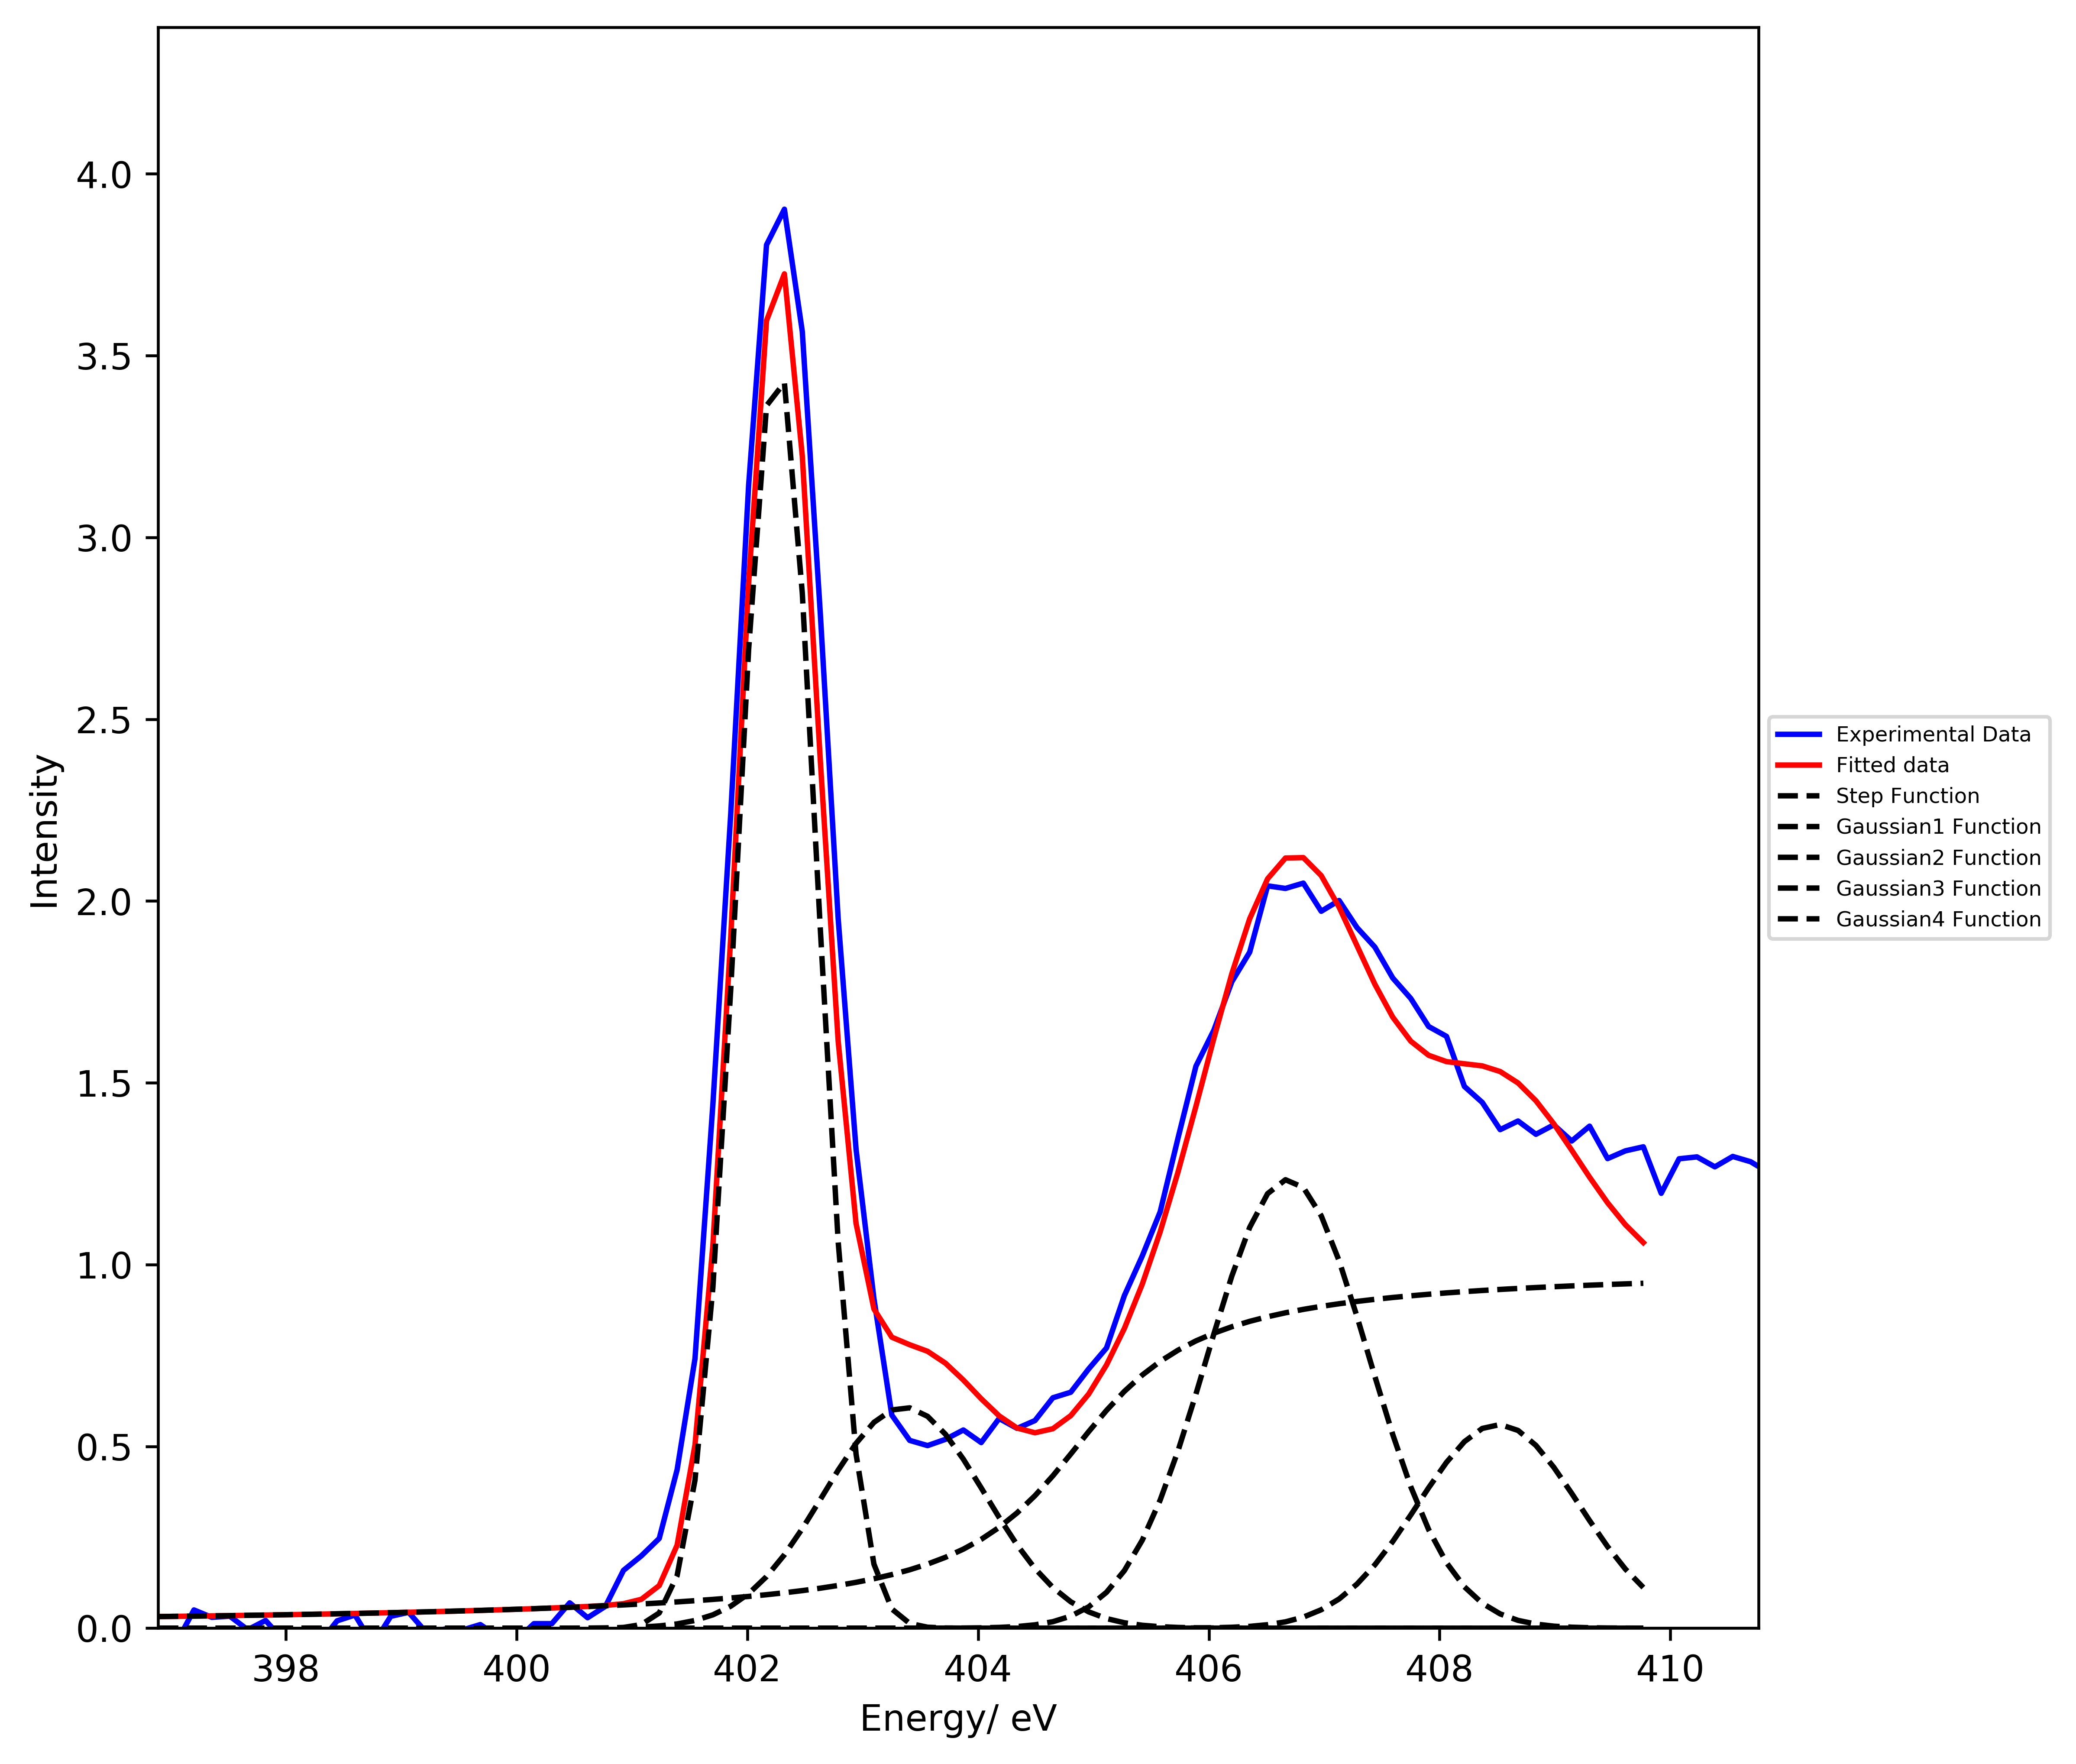 4.0
3.5
3.0
2.5
2.0
1.5
1.0
0.5
0.0
Intensity
398 400 402 404 406 408 410
Energy/ eV
Experimental Data
Fitted data
Step Function
Gaussian1 Function
Gaussian2 Function
Gaussian3 Function
Gaussian4 Function